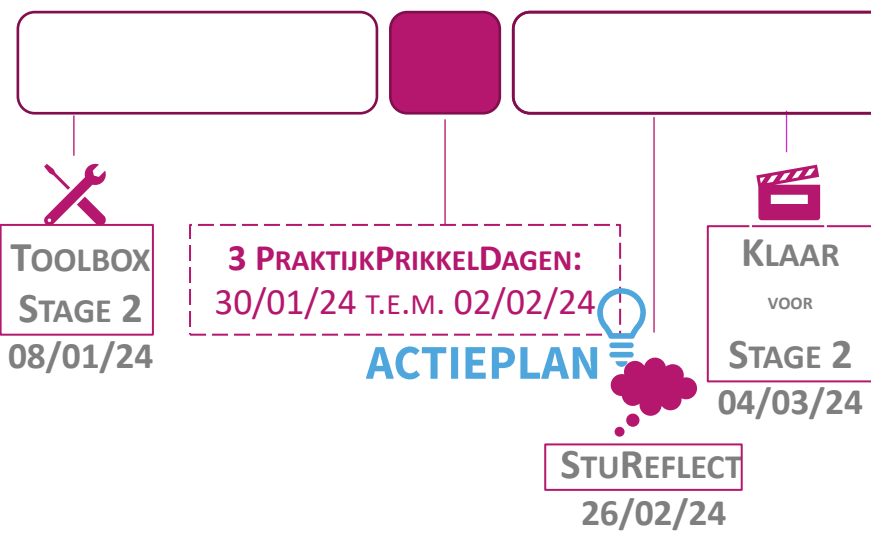 TOOLBOX
STAGE 2
08/01/24
3 PRAKTIJKPRIKKELDAGEN:
30/01/24 T.E.M. 02/02/24
ACTIEPLAN
STUREFLECT
26/02/24
KLAAR
VOOR
STAGE 2
04/03/24